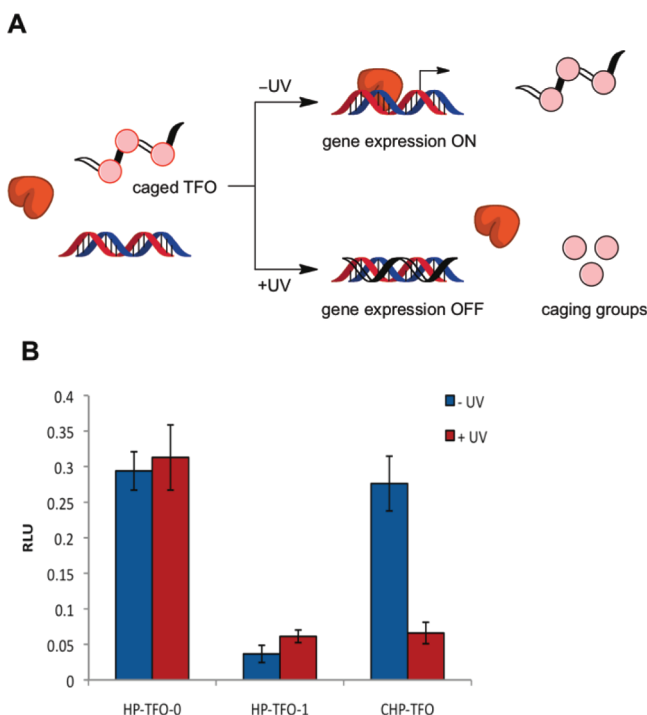 A
–UV
gene expression ON
caged TFO
+UV
gene expression OFF
caging groups
B
0.4
0.35
0.3
0.25
0.2
0.15
0.1
0.05
0
RLU
- UV
+ UV
HP-TFO-0
HP-TFO-1
CHP-TFO